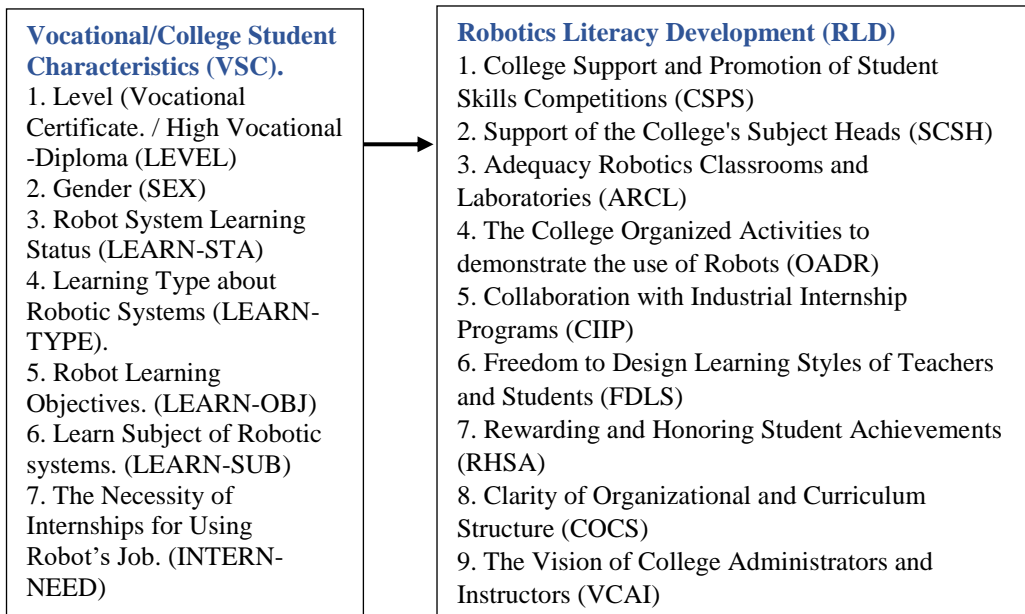 Vocational/College Student
Characteristics (VSC).
1. Level (Vocational
Certificate. / High Vocational
-Diploma (LEVEL)
2. Gender (SEX)
3. Robot System Learning
Status (LEARN-STA)
4. Learning Type about
Robotic Systems (LEARN-
TYPE).
5. Robot Learning
Objectives. (LEARN-OBJ)
6. Learn Subject of Robotic
systems. (LEARN-SUB)
7. The Necessity of
Internships for Using
Robot’s Job. (INTERN-
NEED)
Robotics Literacy Development (RLD)
1. College Support and Promotion of Student
Skills Competitions (CSPS)
2. Support of the College's Subject Heads (SCSH)
3. Adequacy Robotics Classrooms and
Laboratories (ARCL)
4. The College Organized Activities to
demonstrate the use of Robots (OADR)
5. Collaboration with Industrial Internship
Programs (CIIP)
6. Freedom to Design Learning Styles of Teachers
and Students (FDLS)
7. Rewarding and Honoring Student Achievements
(RHSA)
8. Clarity of Organizational and Curriculum
Structure (COCS)
9. The Vision of College Administrators and
Instructors (VCAI)